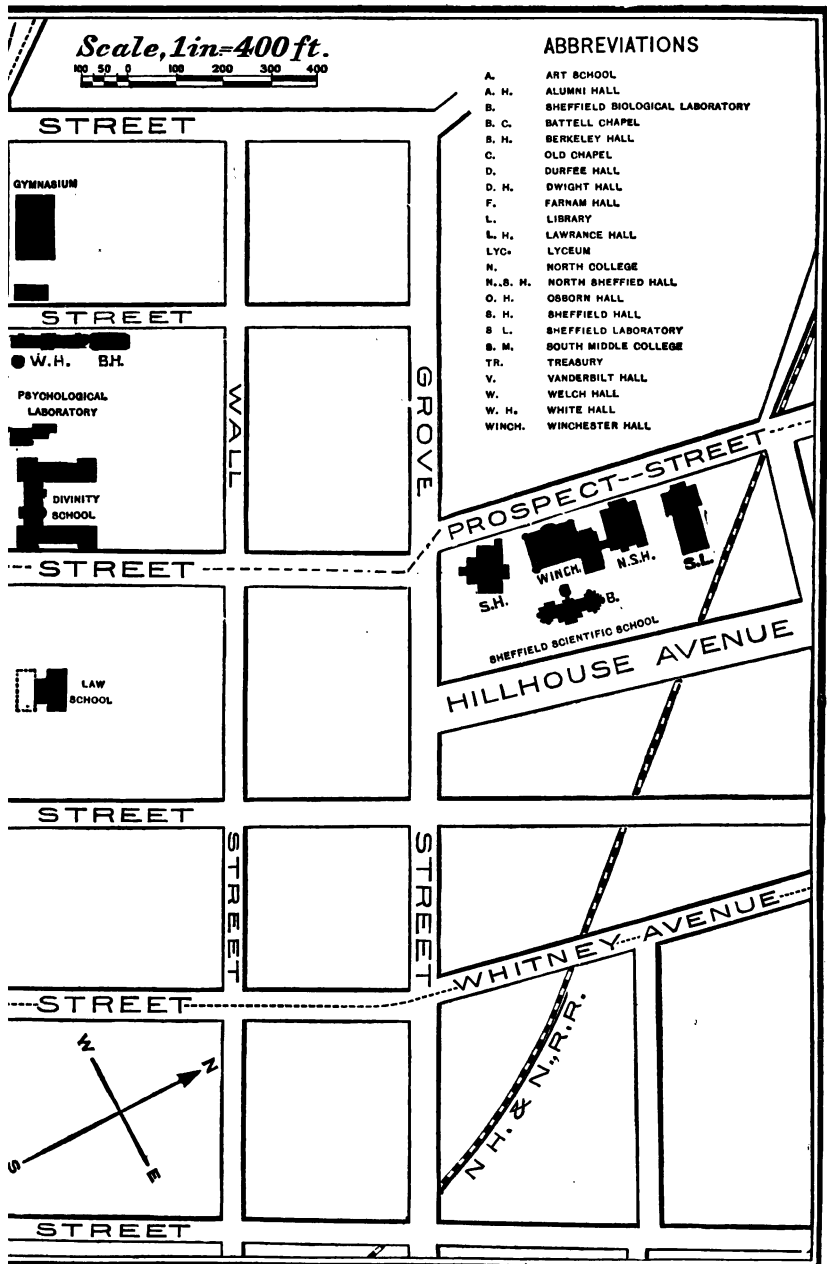 Scale, 1in=400 ft.
100 50 0 100 200 300 400
ABBREVIATIONS
A. ART SCHOOL
A. H. ALUMNI HALL
B. SHEFFIELD BIOLOGICAL LABORATORY
B. C. BATTELL CHAPEL
B. H. BERKELEY HALL
C. OLD CHAPEL
D. DURFEE HALL
D. H. DWIGHT HALL
F. FARNAM HALL
L. LIBRARY
L. H. LAWRANCE HALL
LYC. LYCEUM
N. NORTH COLLEGE
N..S. H. NORTH SHEFFIED HALL
O. H. OSBORN HALL
S. H. SHEFFIELD HALL
S L. SHEFFIELD LABORATORY
S. M. SOUTH MIDDLE COLLEGE
TR. TREASURY
V. VANDERBILT HALL
W. WELCH HALL
W. H. WHITE HALL
WINCH. WINCHESTER HALL
STREET
GYMNASIUM
STREET
W.H. B.H.
PSYCHOLOGICAL
LABORATORY
DIVINITY
SCHOOL
WALL
GROVE
PROSPECT STREET
STREET
S.H.
WINCH.
N.S.H.
S.L.
B.
SHEFFIELD SCIENTIFIC SCHOOL
HILLHOUSE AVENUE
LAW
SCHOOL
STREET
STREET
STREET
WHITNEY AVENUE
STREET
N H. & N., R.R.
W
N
S
E
STREET